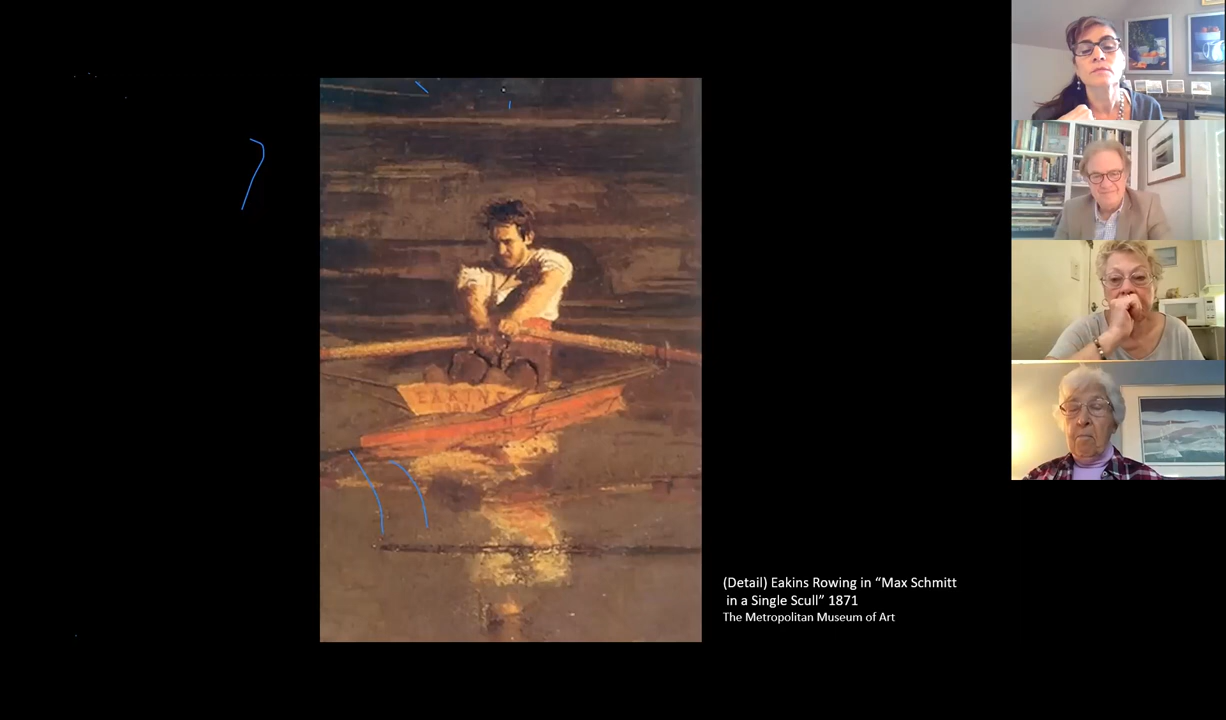 EAKINS
(Detail) Eakins Rowing in “Max Schmitt
in a Single Scull” 1871
The Metropolitan Museum of Art